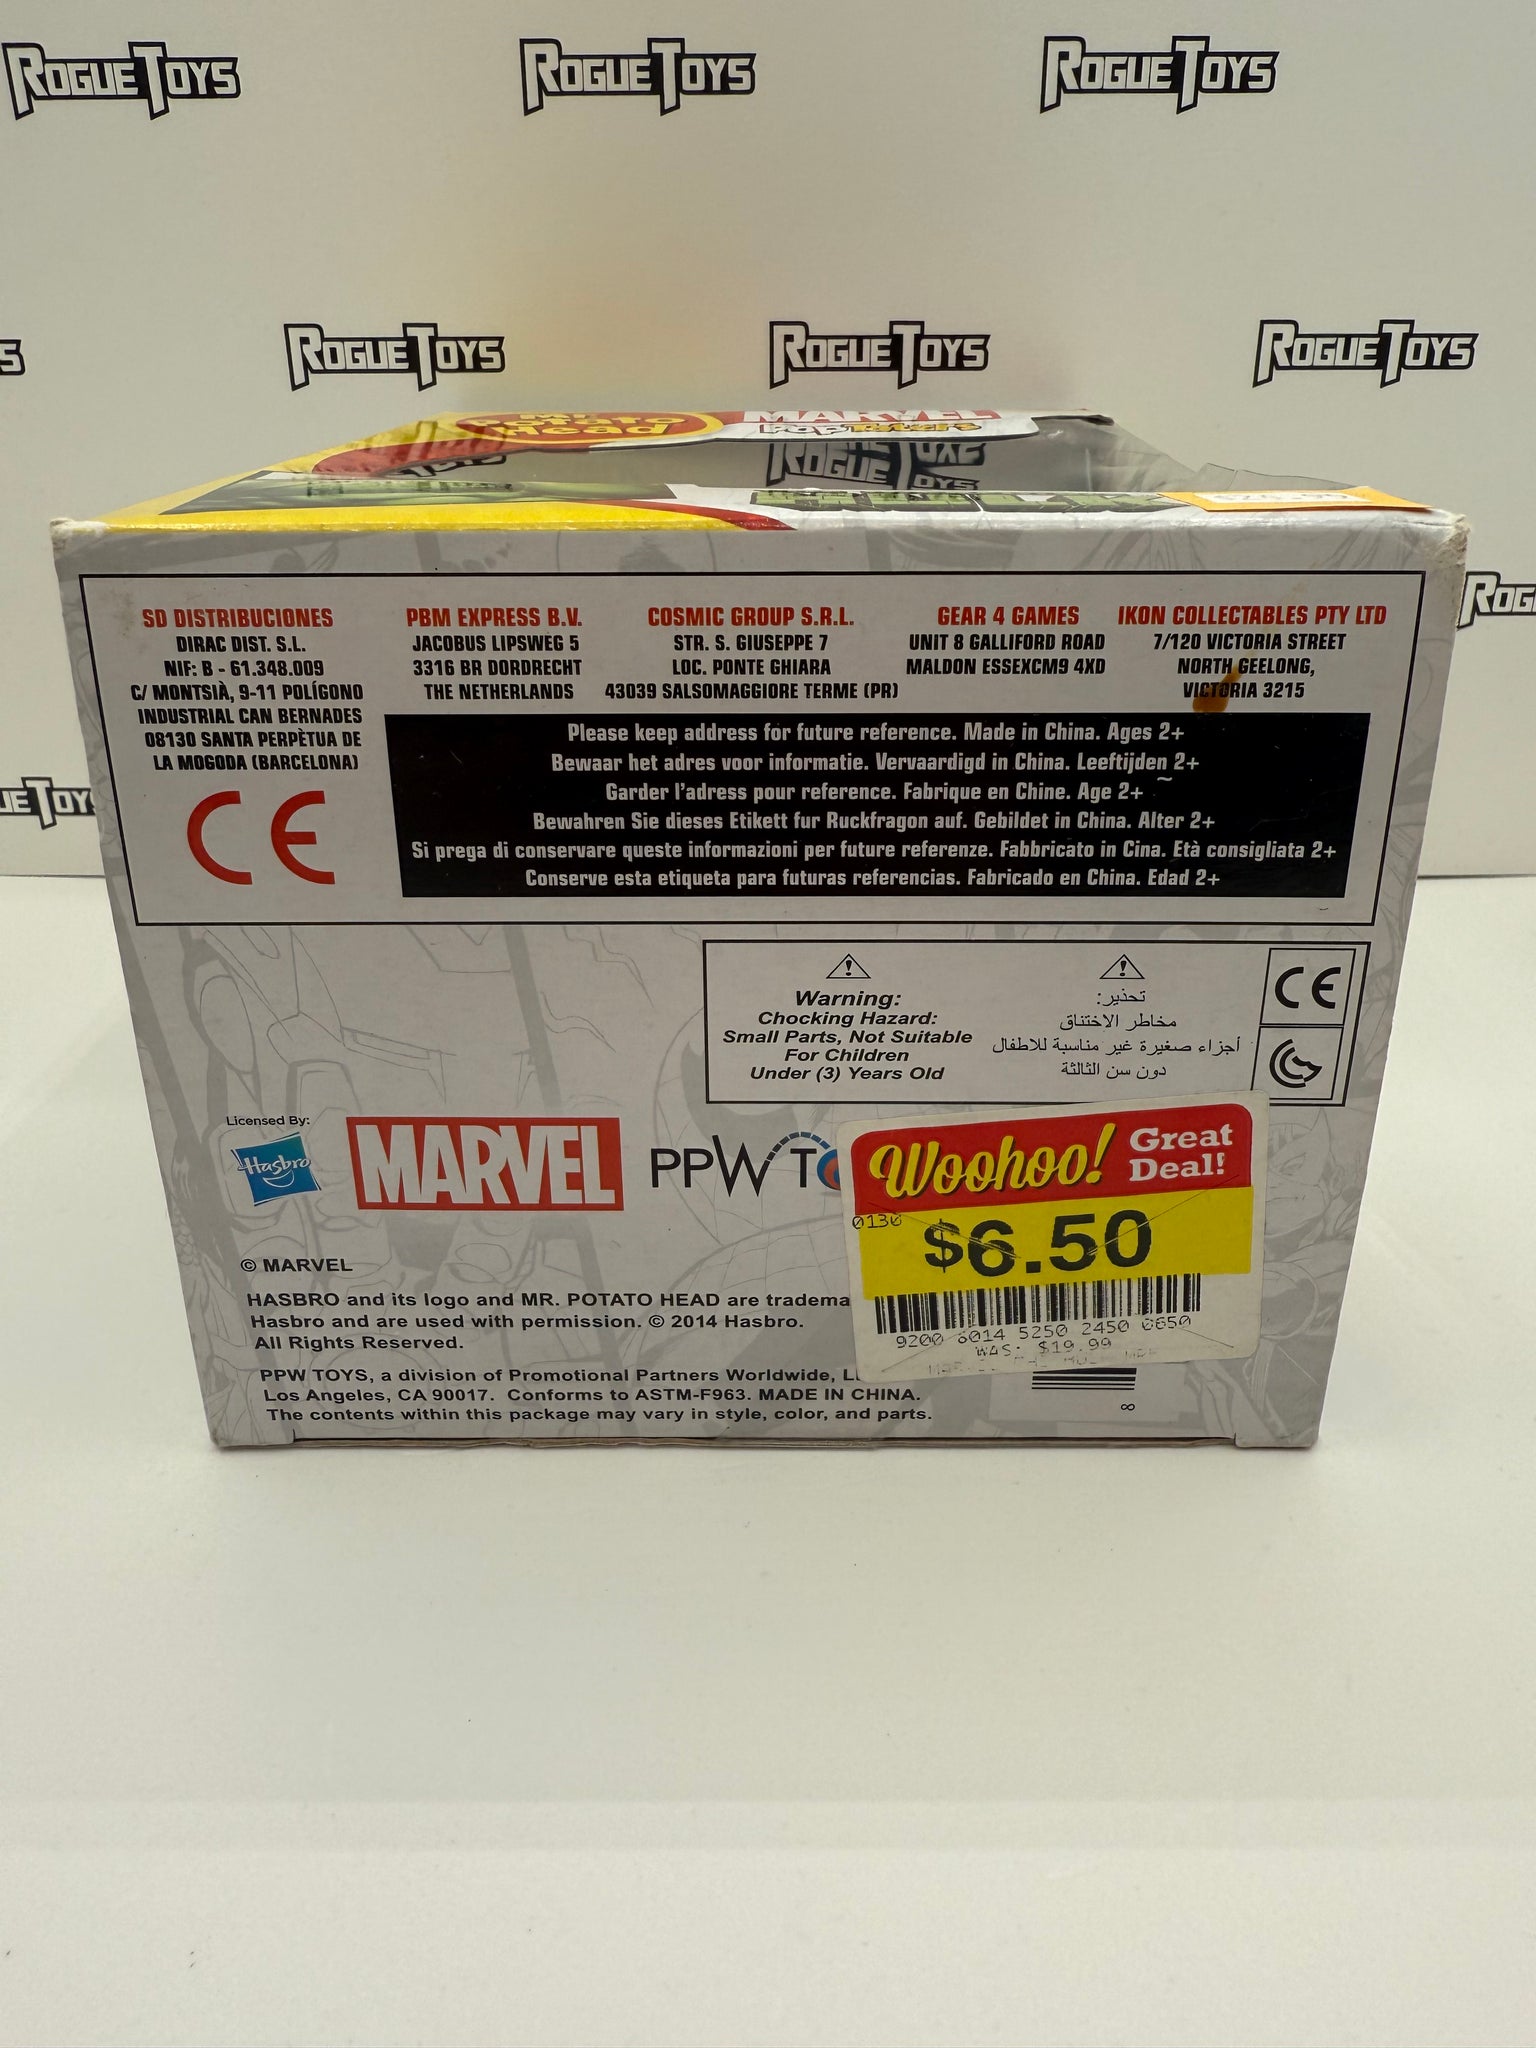 ROGUE TOYS
ROGUE TOYS
ROGUE TOYS
ROGUE TOYS
ROGUE TOYS
ROGUE TOYS
Mr. Potato Head
MARVEL
PopTaters
SD DISTRIBUCIONES
DIRAC DIST. S.L.
NIF: B - 61.348.009
C/ MONTSIÀ, 9-11 POLÍGONO
INDUSTRIAL CAN BERNADES
08130 SANTA PERPÈTUA DE
LA MOGODA (BARCELONA)
PBM EXPRESS B.V.
JACOBUS LIPSWEG 5
3316 BR DORDRECHT
THE NETHERLANDS
COSMIC GROUP S.R.L.
STR. S. GIUSEPPE 7
LOC. PONTE GHIARA
43039 SALSOMAGGIORE TERME (PR)
GEAR 4 GAMES
UNIT 8 GALLIFORD ROAD
MALDON ESSEXCM9 4XD
IKON COLLECTABLES PTY LTD
7/120 VICTORIA STREET
NORTH GEELONG,
VICTORIA 3215
CE
Please keep address for future reference. Made in China. Ages 2+
Bewaar het adres voor informatie. Vervaardigd in China. Leeftijden 2+
Garder l'adress pour reference. Fabrique en Chine. Age 2+
Bewahren Sie dieses Etikett fur Ruckfragon auf. Gebildet in China. Alter 2+
Si prega di conservare queste informazioni per future referenze. Fabbricato in Cina. Età consigliata 2+
Conserve esta etiqueta para futuras referencias. Fabricado en China. Edad 2+
Warning:
Chocking Hazard:
Small Parts, Not Suitable
For Children
Under (3) Years Old
تحذير:
مخاطر الاختناق
أجزاء صغيرة غير مناسبة للاطفال
دون سن الثالثة
CE
Licensed By:
Hasbro
MARVEL
PPW TO
Woohoo! Great Deal!
0130
$6.50
9200 6014 5250 2450 0650
WAS: $19.99
© MARVEL
HASBRO and its logo and MR. POTATO HEAD are tradema
Hasbro and are used with permission. © 2014 Hasbro.
All Rights Reserved.
PPW TOYS, a division of Promotional Partners Worldwide, L
Los Angeles, CA 90017. Conforms to ASTM-F963. MADE IN CHINA.
The contents within this package may vary in style, color, and parts.
8